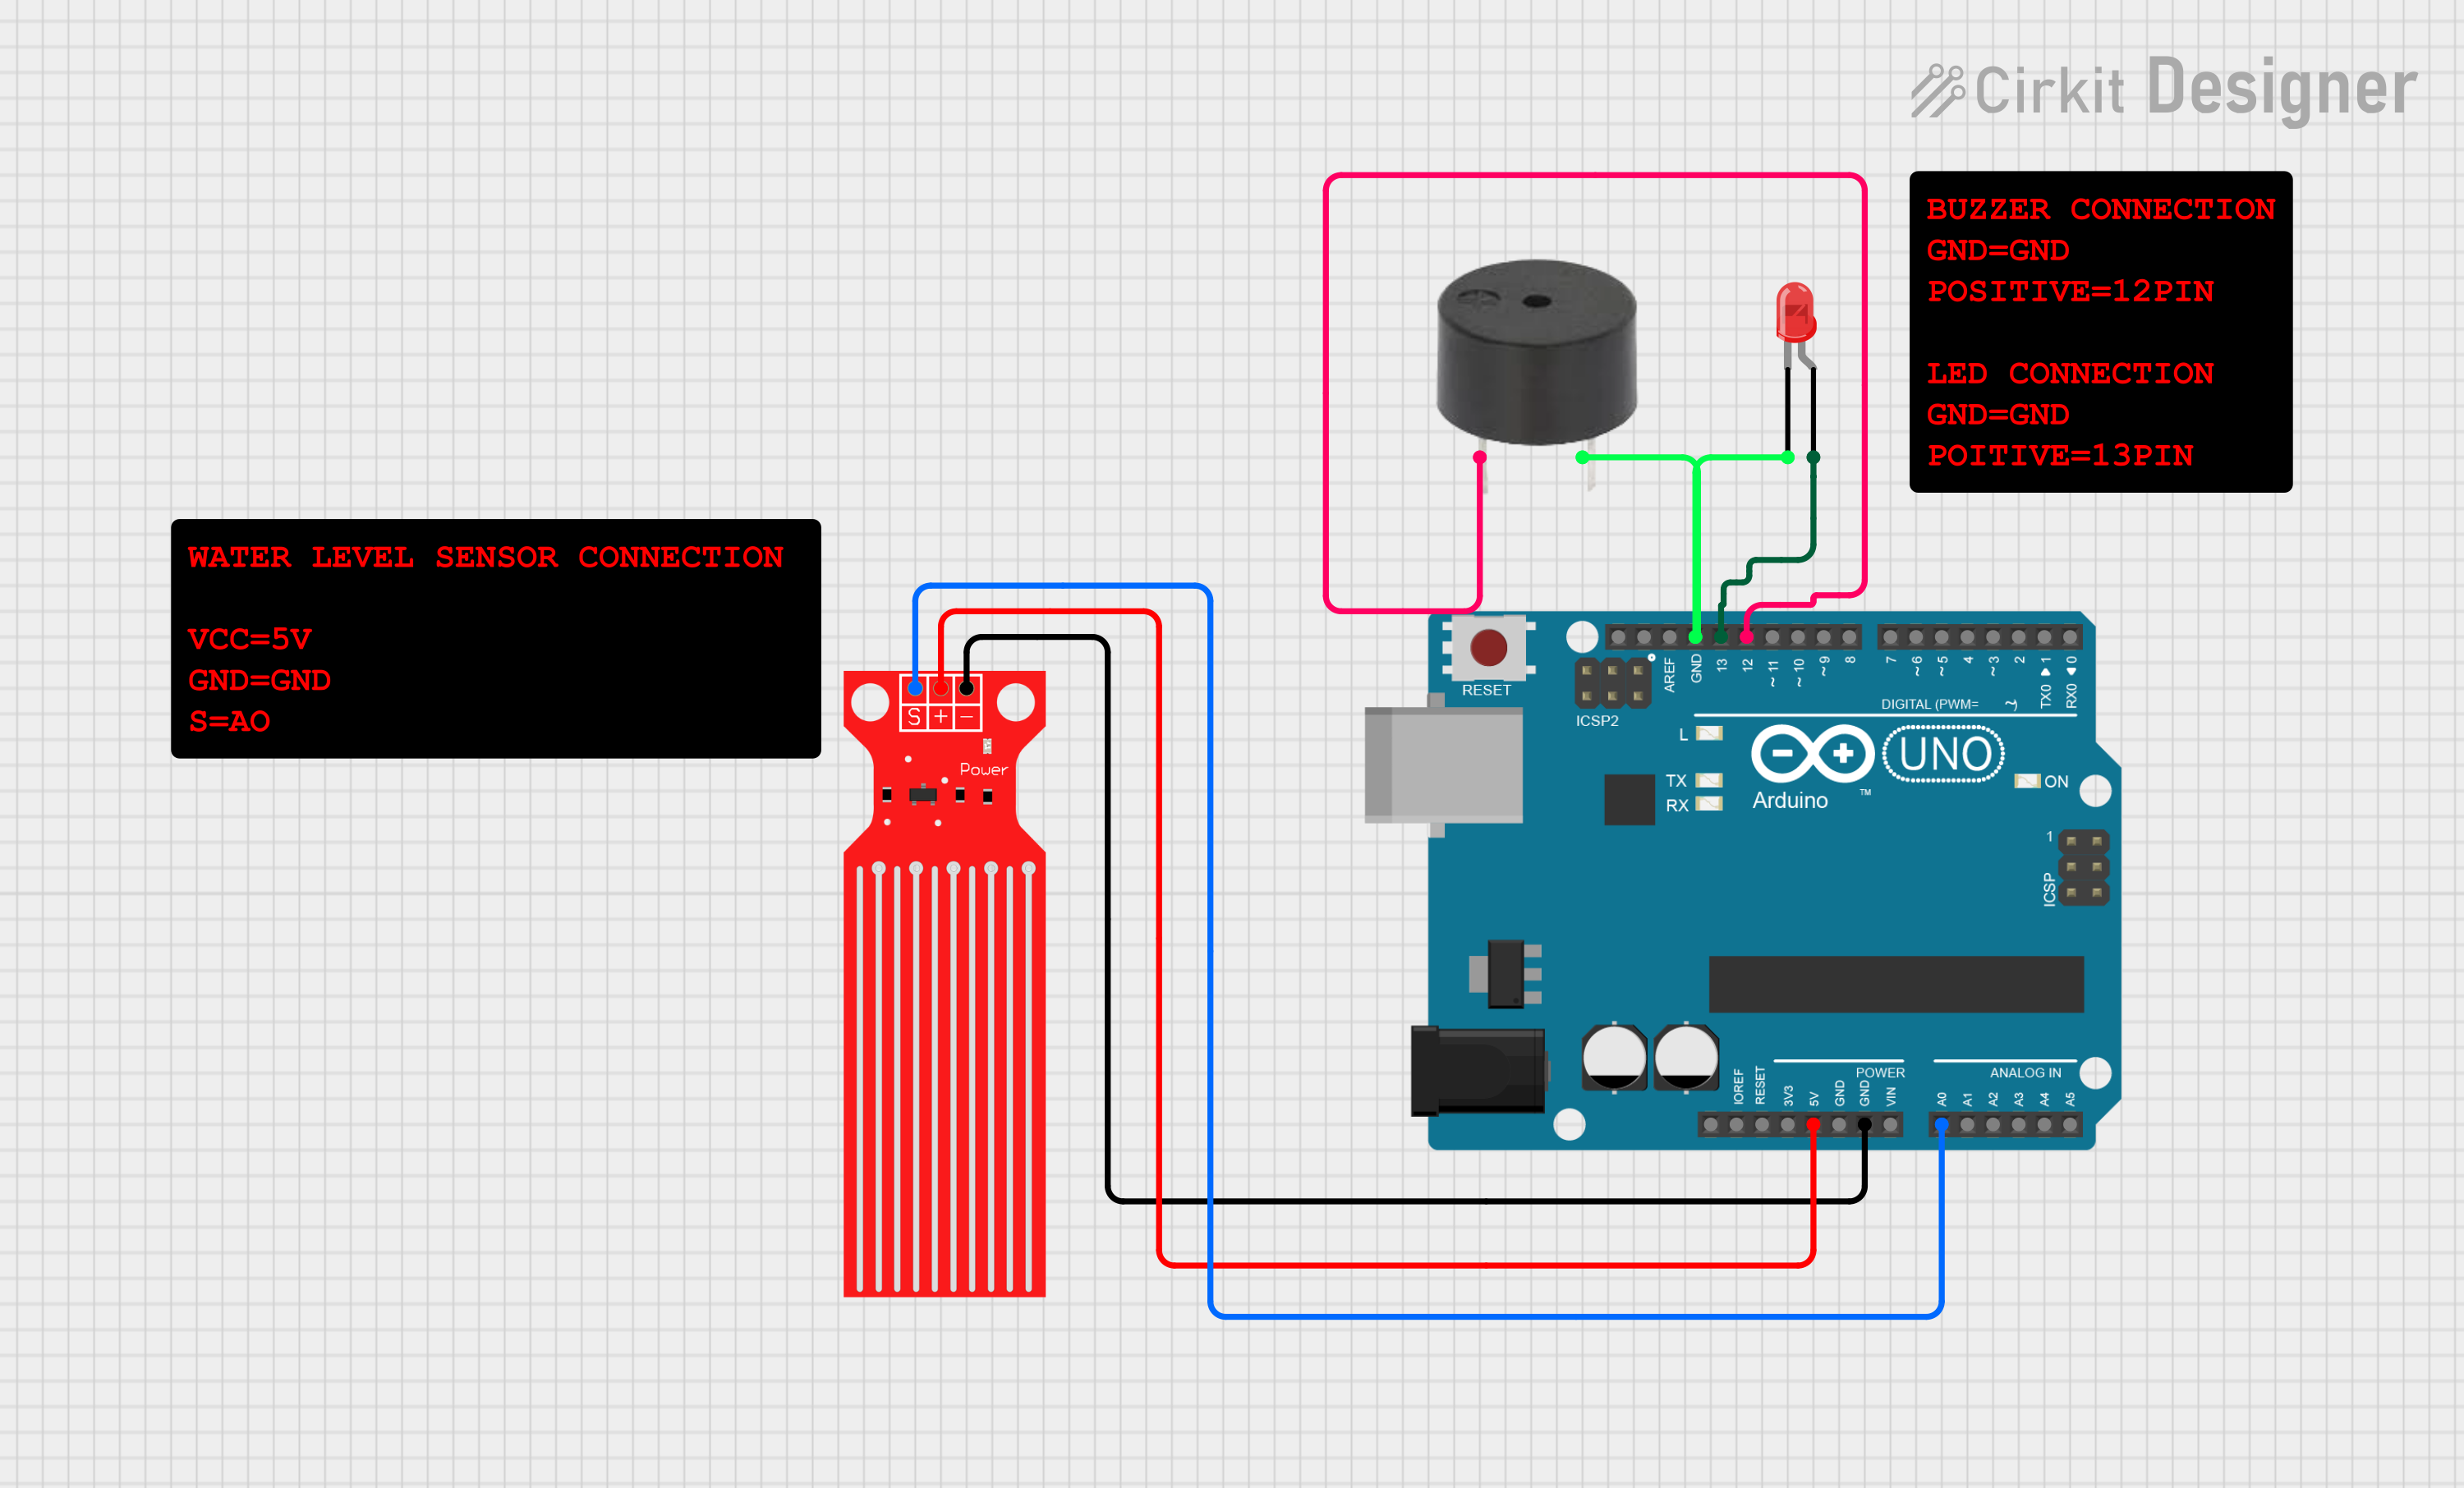 Cirkit Designer
BUZZER CONNECTION
GND=GND
POSITIVE=12PIN
LED CONNECTION
GND=GND
POITIVE=13PIN
WATER LEVEL SENSOR CONNECTION
VCC=5V
GND=GND
S=AO
S + −
Power
RESET
ICSP2
AREF
GND
13
12
~11
~10
~9
8
7
~6
~5
4
~3
2
TX0 ▶ 1
RX0 ◀ 0
DIGITAL (PWM= ~)
L
TX
RX
Arduino ™
UNO
ON
1
ICSP
IOREF
RESET
3V3
5V
GND
GND
VIN
POWER
ANALOG IN
A0
A1
A2
A3
A4
A5